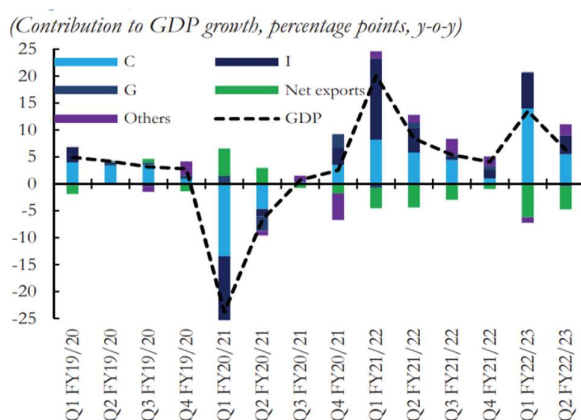 (Contribution to GDP growth, percentage points, y-o-y)
25
20
15
10
5
0
-5
-10
-15
-20
-25
C
I
G
Net exports
Others
GDP
Q1 FY19/20
Q2 FY19/20
Q3 FY19/20
Q4 FY19/20
Q1 FY20/21
Q2 FY20/21
Q3 FY20/21
Q4 FY20/21
Q1 FY21/22
Q2 FY21/22
Q3 FY21/22
Q4 FY21/22
Q1 FY22/23
Q2 FY22/23